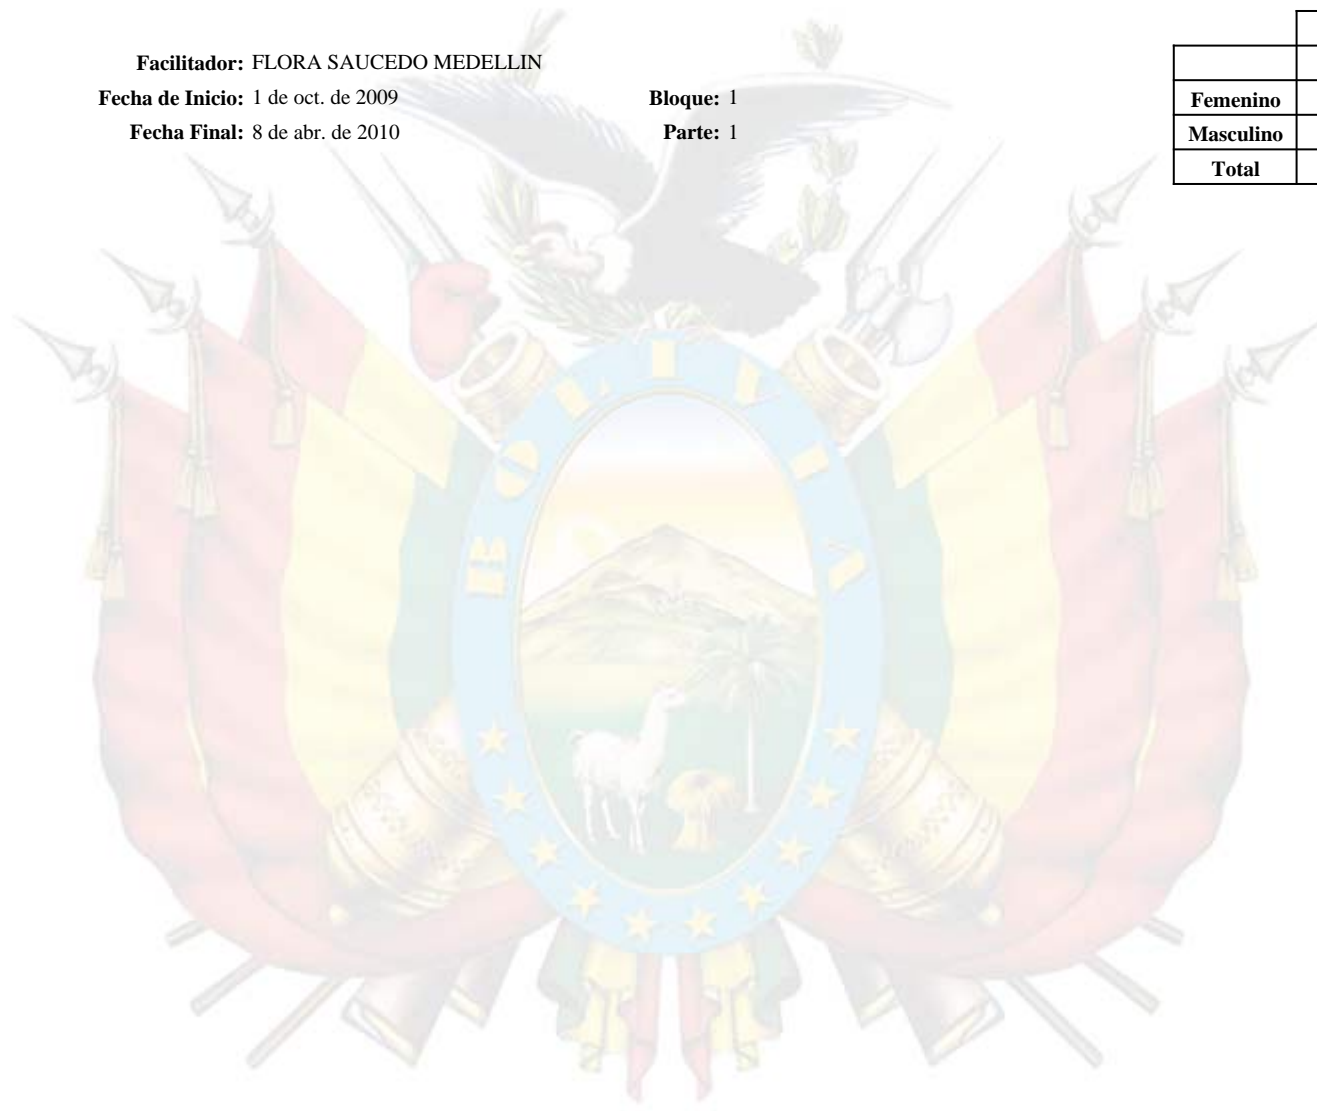 Facilitador: FLORA SAUCEDO MEDELLIN
Fecha de Inicio: 1 de oct. de 2009 Bloque: 1
Fecha Final: 8 de abr. de 2010 Parte: 1
Femenino
Masculino
Total
BOLIVIA